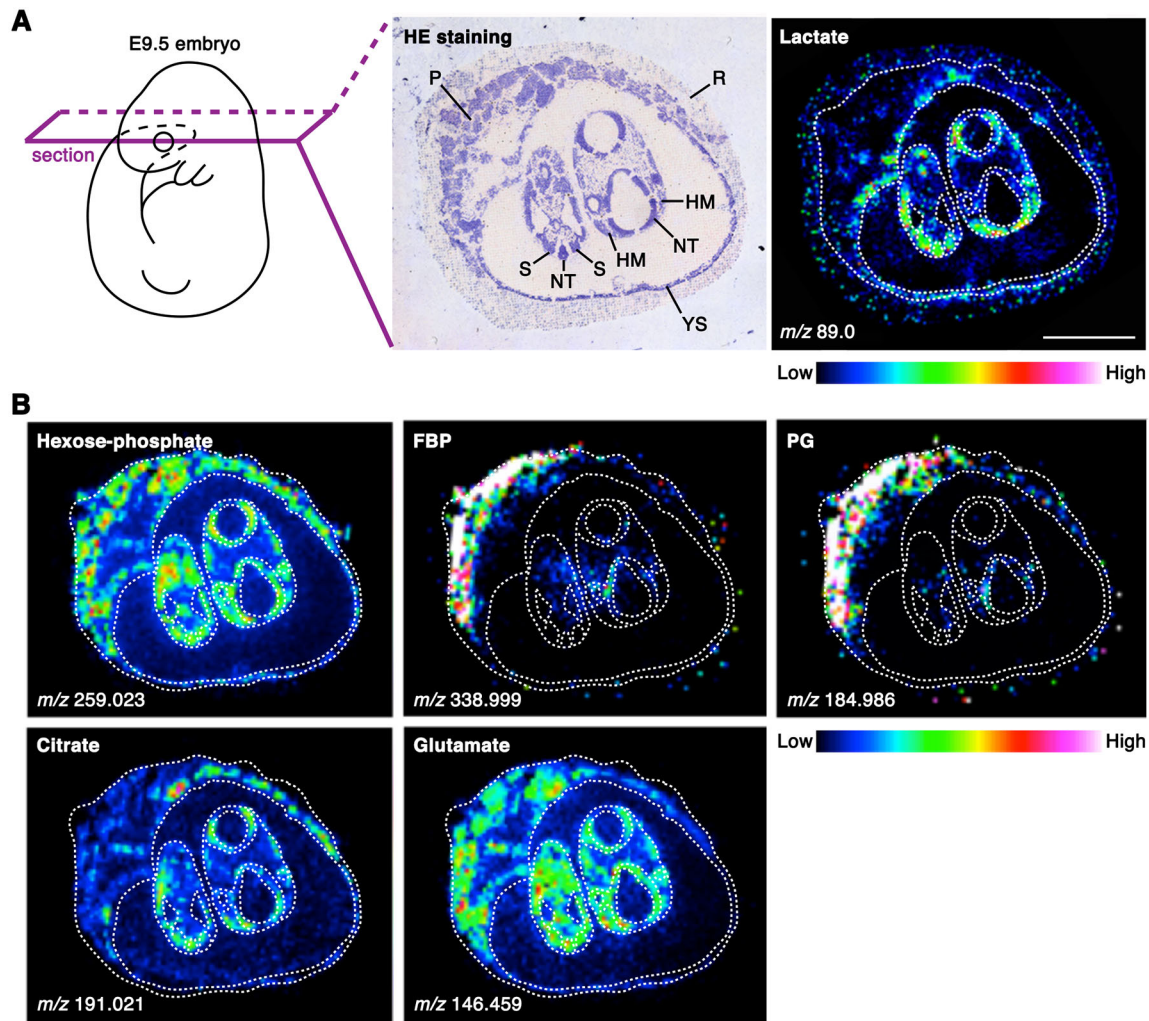 A
E9.5 embryo
section
HE staining
P
R
HM
NT
HM
S
S
NT
YS
Lactate
m/z 89.0
Low
High
B
Hexose-phosphate
m/z 259.023
FBP
m/z 338.999
PG
m/z 184.986
Low
High
Citrate
m/z 191.021
Glutamate
m/z 146.459